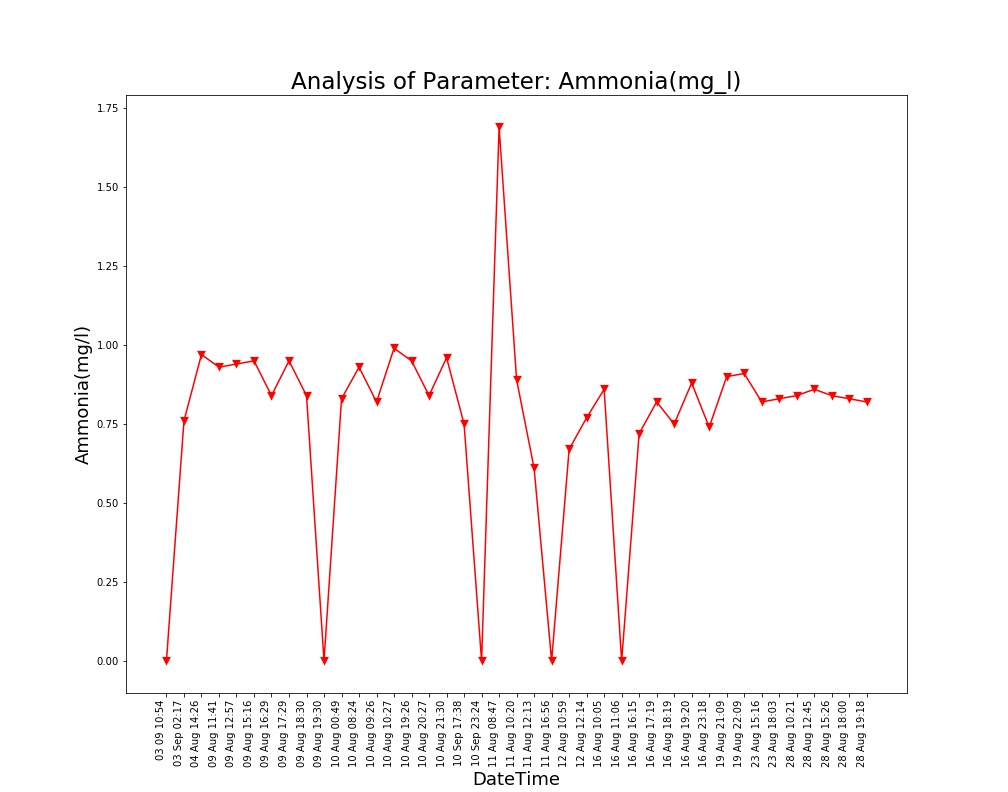 Analysis of Parameter: Ammonia(mg_l)
1.75
1.50
1.25
1.00
0.75
0.50
0.25
0.00
Ammonia(mg/l)
03 09 10:54
03 Sep 02:17
04 Aug 14:26
09 Aug 11:41
09 Aug 12:57
09 Aug 15:16
09 Aug 16:29
09 Aug 17:29
09 Aug 18:30
09 Aug 19:30
10 Aug 00:49
10 Aug 08:24
10 Aug 09:26
10 Aug 10:27
10 Aug 19:26
10 Aug 20:27
10 Aug 21:30
10 Sep 17:38
10 Sep 23:24
11 Aug 08:47
11 Aug 10:20
11 Aug 12:13
11 Aug 16:56
12 Aug 10:59
12 Aug 12:14
16 Aug 10:05
16 Aug 11:06
16 Aug 16:15
16 Aug 17:19
16 Aug 18:19
16 Aug 19:20
16 Aug 23:18
19 Aug 21:09
19 Aug 22:09
23 Aug 15:16
23 Aug 18:03
28 Aug 10:21
28 Aug 12:45
28 Aug 15:26
28 Aug 18:00
28 Aug 19:18
DateTime